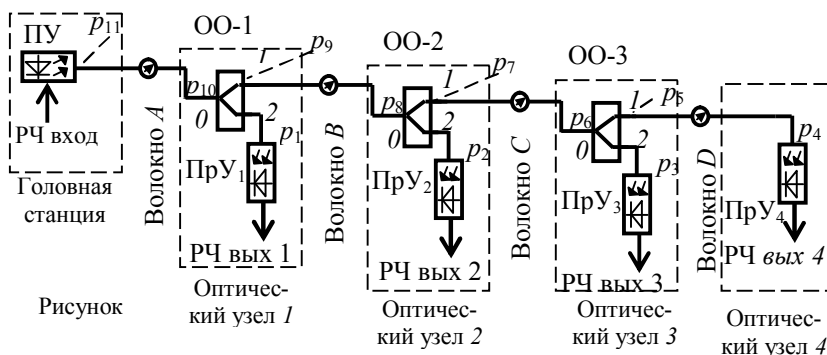 ПУ
p11
РЧ вход
Головная
станция
Волокно A
ОО-1
1
p9
p10
0
2
p1
ПрУ1
РЧ вых 1
Оптичес-
кий узел 1
Волокно B
ОО-2
1
p7
p8
0
2
p2
ПрУ2
РЧ вых 2
Оптичес-
кий узел 2
Волокно C
ОО-3
1
p5
p6
0
2
p3
ПрУ3
РЧ вых 3
Оптичес-
кий узел 3
Волокно D
p4
ПрУ4
РЧ вых 4
Оптичес-
кий узел 4
Рисунок